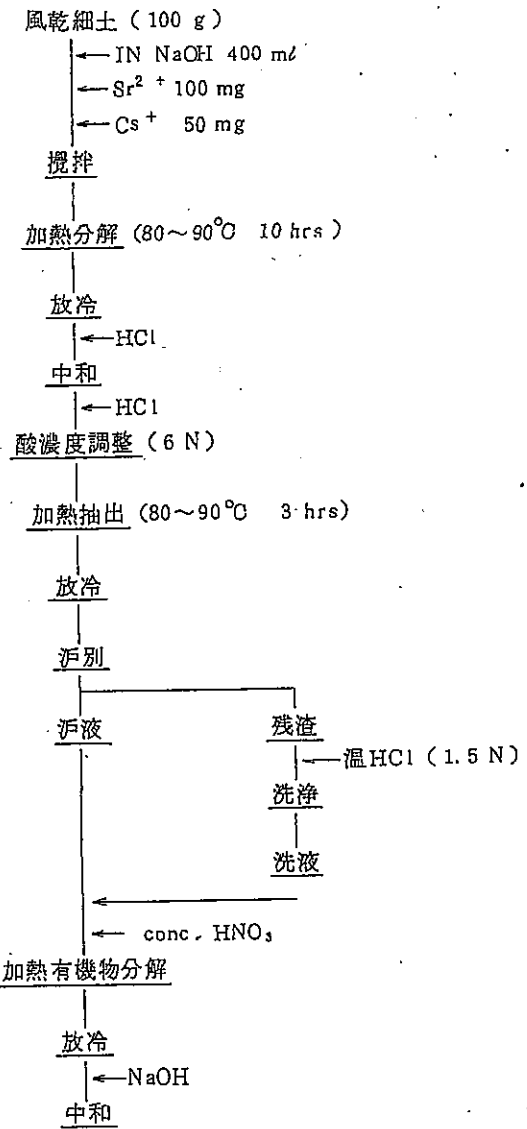 風乾細土 (100 g)
IN NaOH 400 ml
Sr²⁺ 100 mg
Cs⁺ 50 mg
攪拌
加熱分解 (80～90°C 10 hrs)
放冷
HCl
中和
HCl
酸濃度調整 (6 N)
加熱抽出 (80～90°C 3 hrs)
放冷
沪別
沪液 残渣
温HCl (1.5 N)
洗浄
洗液
conc. HNO₃
加熱有機物分解
放冷
NaOH
中和